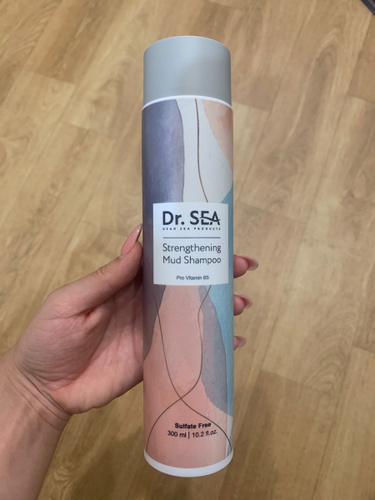 Dr. SEA
DEAD SEA PRODUCTS
Strengthening
Mud Shampoo
Pro Vitamin B5
Sulfate Free
300 ml | 10.2 fl.oz.